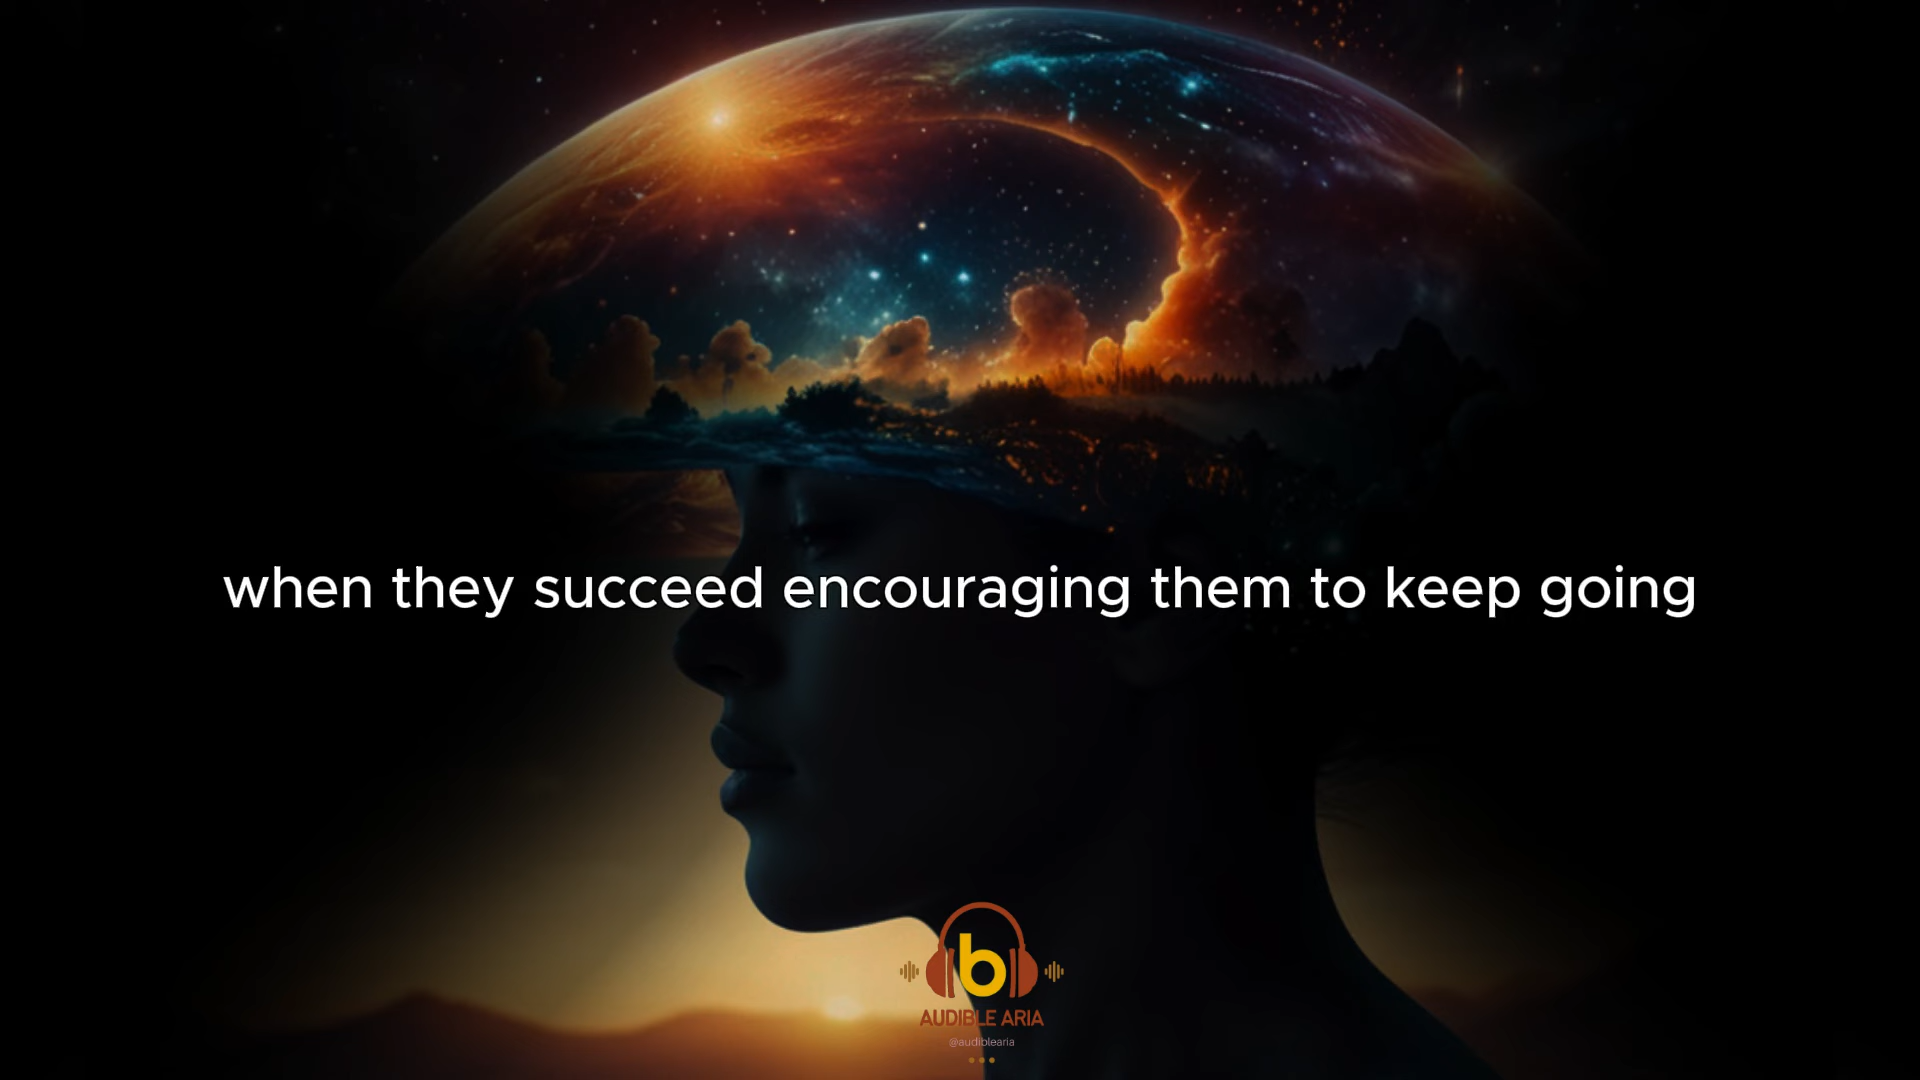 when they succeed encouraging them to keep going
b
AUDIBLE ARIA
@audiblearia